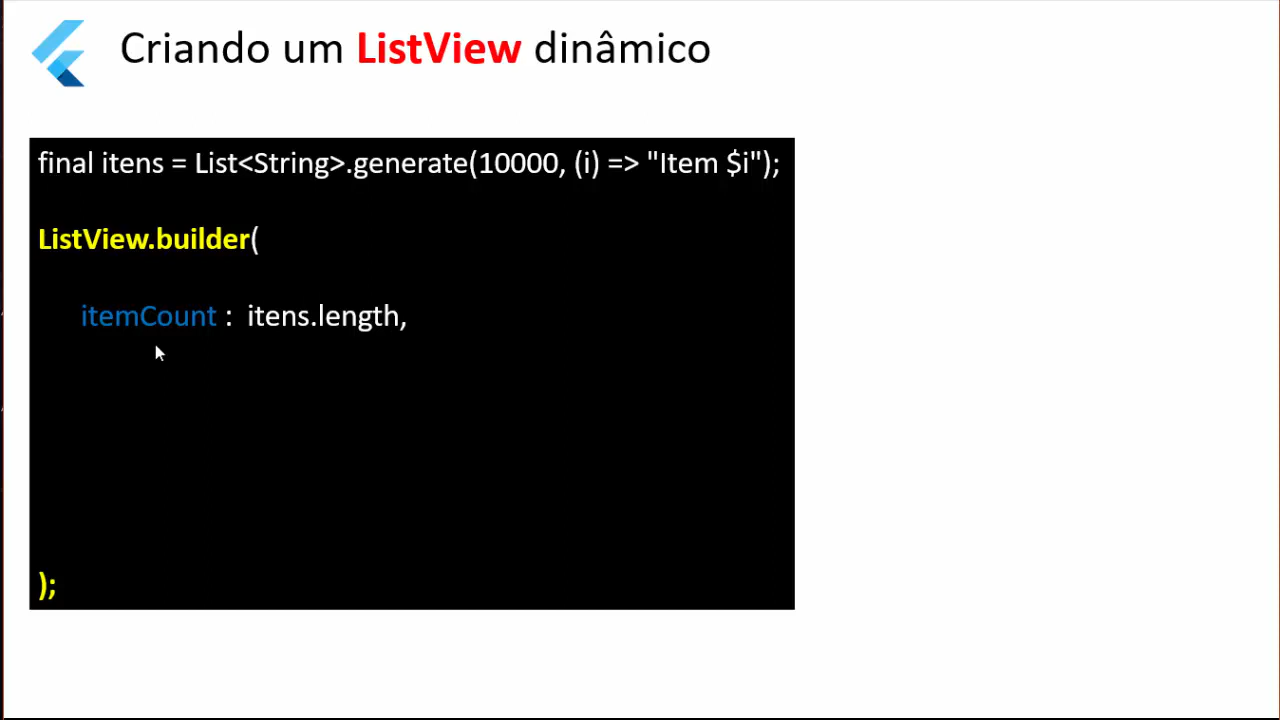 Criando um ListView dinâmico
final itens = List<String>.generate(10000, (i) => "Item $i");
ListView.builder(
itemCount : itens.length,
);